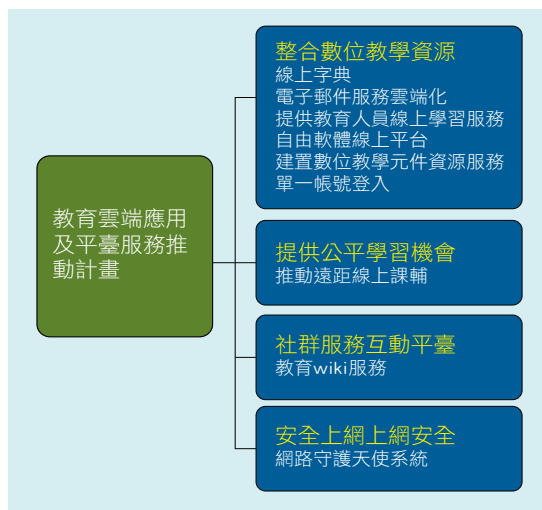 教育雲端應用
及平臺服務推
動計畫
整合數位教學資源
線上字典
電子郵件服務雲端化
提供教育人員線上學習服務
自由軟體線上平台
建置數位教學元件資源服務
單一帳號登入
提供公平學習機會
推動遠距線上課輔
社群服務互動平臺
教育wiki服務
安全上網上網安全
網路守護天使系統